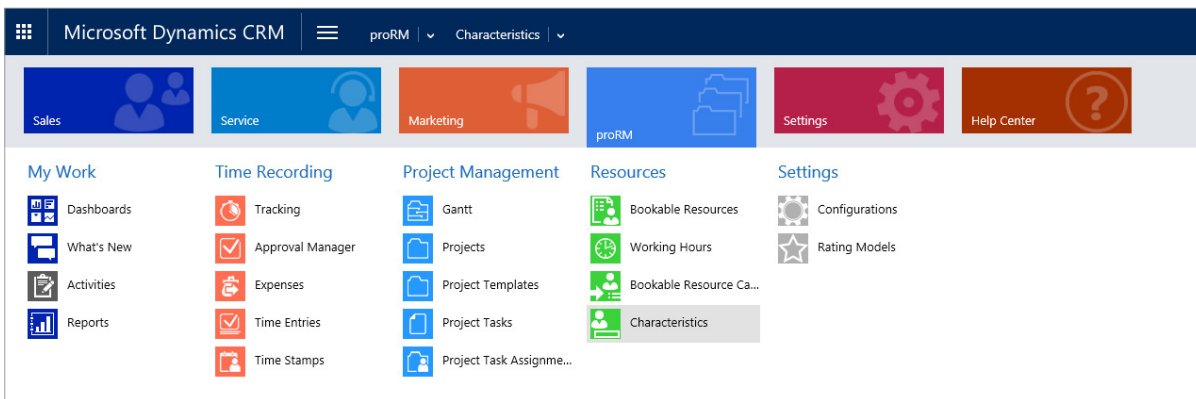 Microsoft Dynamics CRM proRM Characteristics
Sales Service Marketing proRM Settings Help Center
My Work
Dashboards
What's New
Activities
Reports
Time Recording
Tracking
Approval Manager
Expenses
Time Entries
Time Stamps
Project Management
Gantt
Projects
Project Templates
Project Tasks
Project Task Assignme...
Resources
Bookable Resources
Working Hours
Bookable Resource Ca...
Characteristics
Settings
Configurations
Rating Models